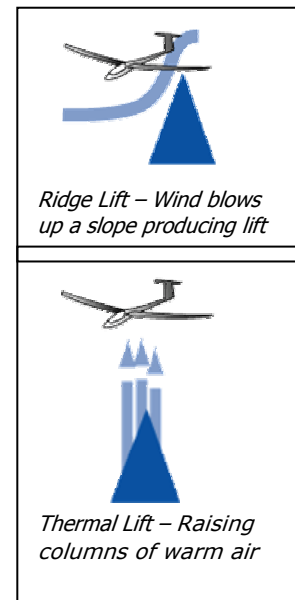 Ridge Lift – Wind blows
up a slope producing lift
Thermal Lift – Raising
columns of warm air